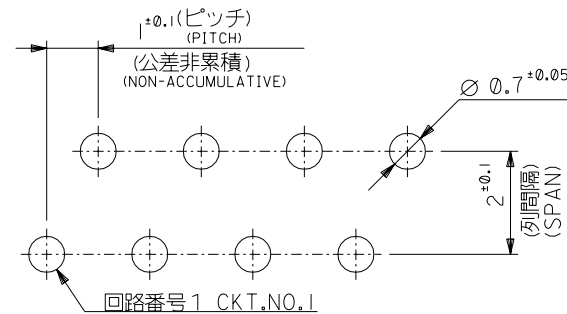 1±0.1(ピッチ)
(PITCH)
(公差非累積)
(NON-ACCUMULATIVE)
Ø 0.7±0.05
2±0.1
(列間隔)
(SPAN)
回路番号1 CKT.NO.1